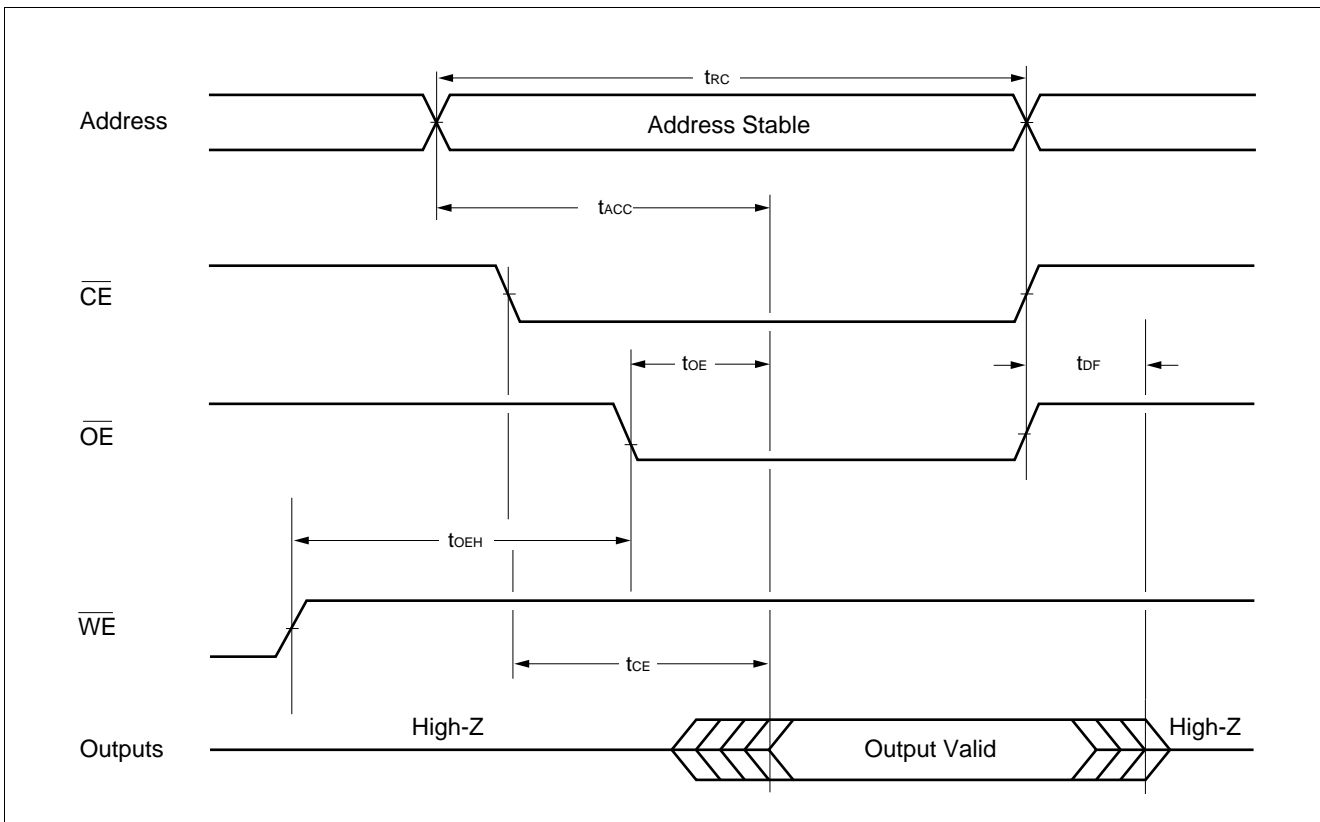 tRC
Address
Address Stable
tACC
CE
tOE
tDF
OE
tOEH
WE
tCE
High-Z
High-Z
Outputs
Output Valid